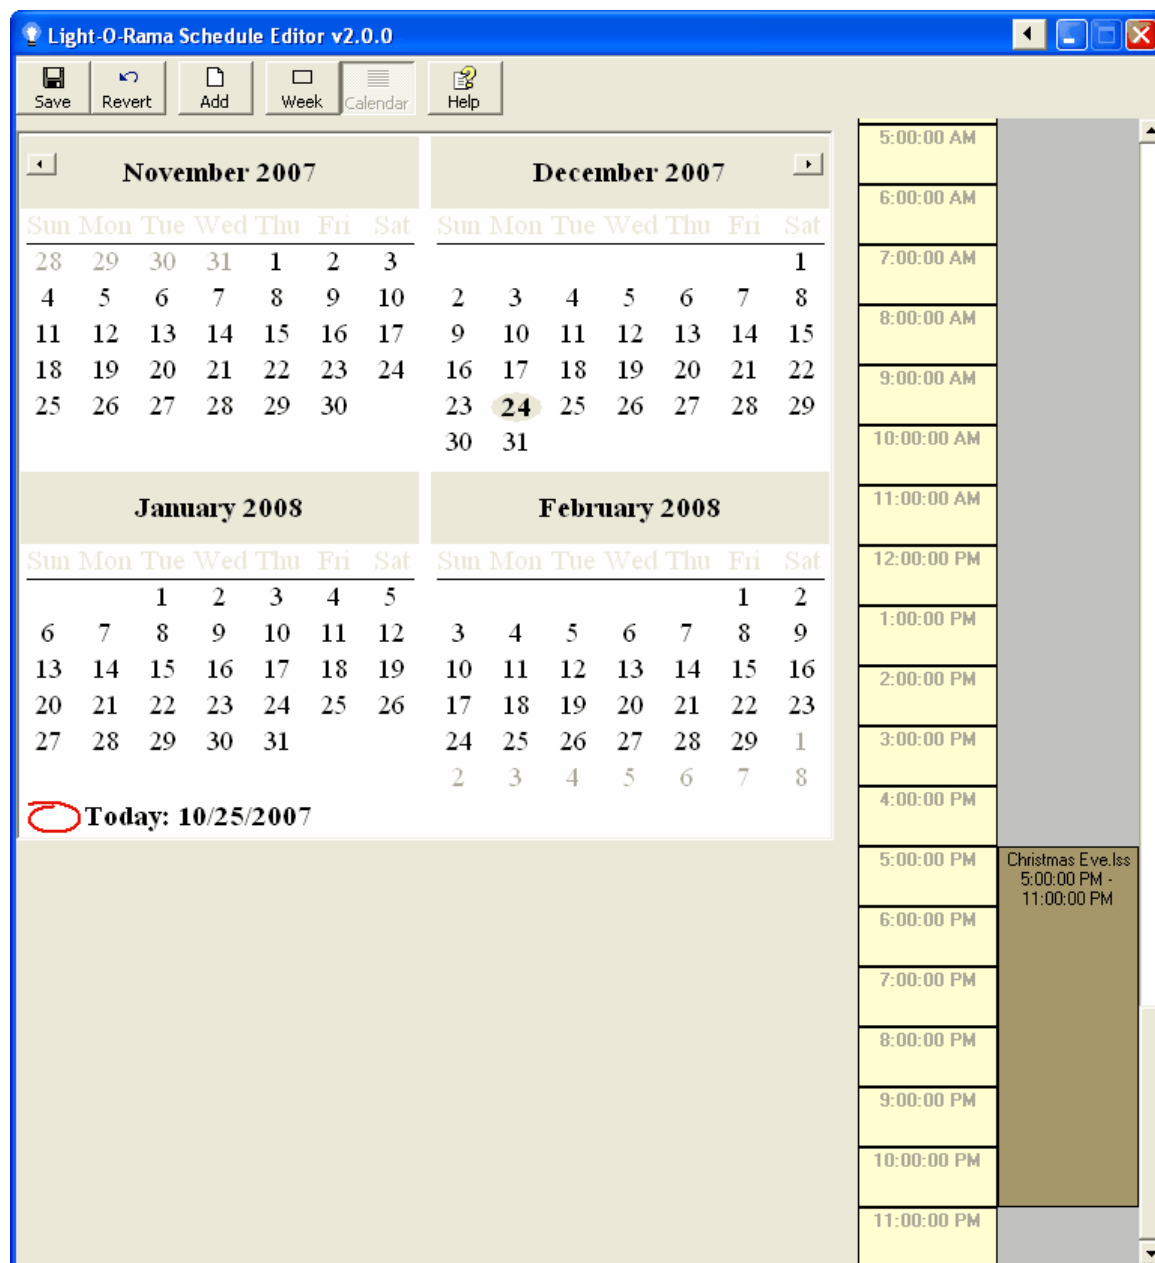 Light-O-Rama Schedule Editor v2.0.0
Save Revert Add Week Calendar Help
November 2007
Sun Mon Tue Wed Thu Fri Sat
28 29 30 31 1 2 3
4 5 6 7 8 9 10
11 12 13 14 15 16 17
18 19 20 21 22 23 24
25 26 27 28 29 30
December 2007
Sun Mon Tue Wed Thu Fri Sat
1
2 3 4 5 6 7 8
9 10 11 12 13 14 15
16 17 18 19 20 21 22
23 24 25 26 27 28 29
30 31
January 2008
Sun Mon Tue Wed Thu Fri Sat
1 2 3 4 5
6 7 8 9 10 11 12
13 14 15 16 17 18 19
20 21 22 23 24 25 26
27 28 29 30 31
February 2008
Sun Mon Tue Wed Thu Fri Sat
1 2
3 4 5 6 7 8 9
10 11 12 13 14 15 16
17 18 19 20 21 22 23
24 25 26 27 28 29 1
2 3 4 5 6 7 8
Today: 10/25/2007
5:00:00 AM
6:00:00 AM
7:00:00 AM
8:00:00 AM
9:00:00 AM
10:00:00 AM
11:00:00 AM
12:00:00 PM
1:00:00 PM
2:00:00 PM
3:00:00 PM
4:00:00 PM
5:00:00 PM
6:00:00 PM
7:00:00 PM
8:00:00 PM
9:00:00 PM
10:00:00 PM
11:00:00 PM
Christmas Eve.lss
5:00:00 PM -
11:00:00 PM